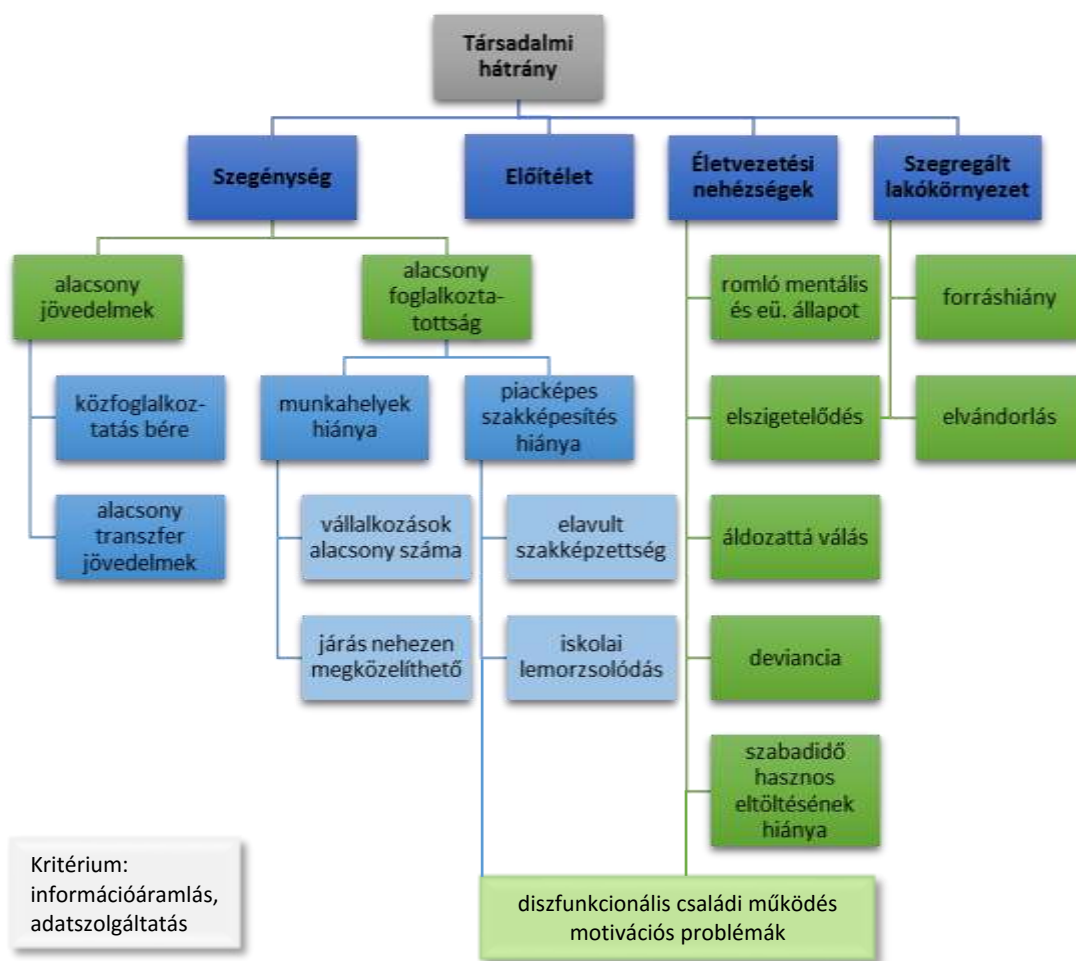 Társadalmi
hátrány
Szegénység
Előítélet
Életvezetési
nehézségek
Szegregált
lakókörnyezet
alacsony
jövedelmek
alacsony
foglalkozta-
tottság
romló mentális
és eü. állapot
forráshiány
közfoglalkoz-
tatás bére
munkahelyek
hiánya
piacképes
szakképesítés
hiánya
elszigetelődés
elvándorlás
alacsony
transzfer
jövedelmek
vállalkozások
alacsony száma
elavult
szakképzettség
áldozattá válás
járás nehezen
megközelíthető
iskolai
lemorzsolódás
deviancia
szabadidő
hasznos
eltöltésének
hiánya
Kritérium:
információáramlás,
adatszolgáltatás
diszfunkcionális családi működés
motivációs problémák